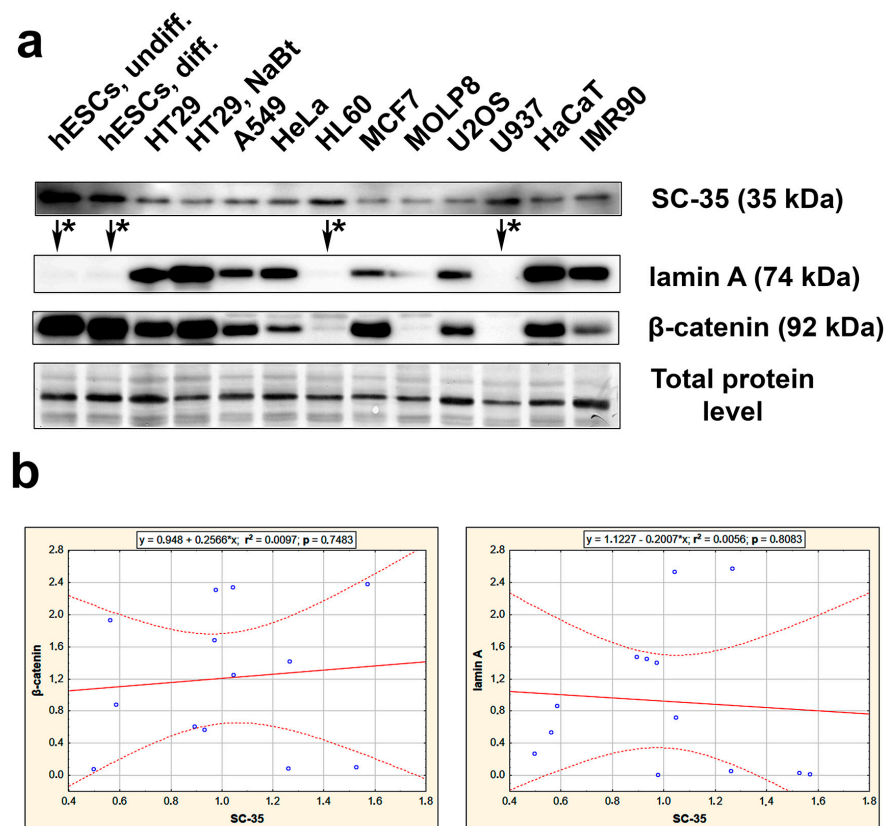 a
hESCs, undiff.
hESCs, diff.
HT29
HT29, NaBt
A549
HeLa
HL60
MCF7
MOLP8
U2OS
U937
HaCaT
IMR90
SC-35 (35 kDa)
* * * *
lamin A (74 kDa)
β-catenin (92 kDa)
Total protein
level
b
y = 0.948 + 0.2566*x; r² = 0.0097; p = 0.7483
2.8
2.4
2.0
1.6
1.2
0.8
0.4
0.0
β-catenin
0.4 0.6 0.8 1.0 1.2 1.4 1.6 1.8
SC-35
y = 1.1227 - 0.2007*x; r² = 0.0056; p = 0.8083
2.8
2.4
2.0
1.6
1.2
0.8
0.4
0.0
lamin A
0.4 0.6 0.8 1.0 1.2 1.4 1.6 1.8
SC-35